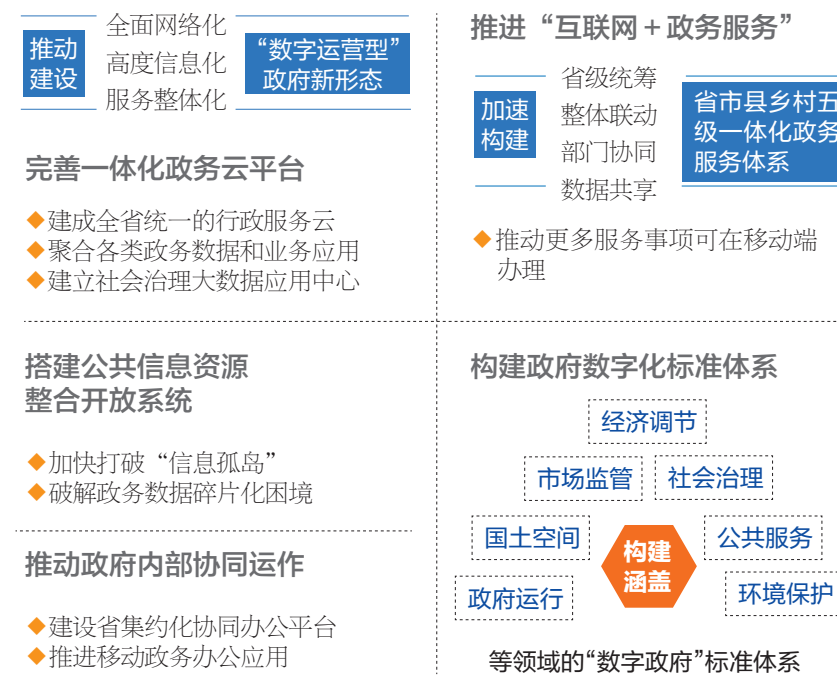 推动
建设
全面网络化
高度信息化
服务整体化
“数字运营型”
政府新形态
完善一体化政务云平台
◆建成全省统一的行政服务云
◆聚合各类政务数据和业务应用
◆建立社会治理大数据应用中心
推进“互联网+政务服务”
加速
构建
省级统筹
整体联动
部门协同
数据共享
省市县乡村五
级一体化政务
服务体系
◆推动更多服务事项可在移动端
办理
搭建公共信息资源
整合开放系统
◆加快打破“信息孤岛”
◆破解政务数据碎片化困境
推动政府内部协同运作
◆建设省集约化协同办公平台
◆推进移动政务办公应用
构建政府数字化标准体系
经济调节
市场监管
社会治理
国土空间
构建
涵盖
公共服务
政府运行
环境保护
等领域的“数字政府”标准体系